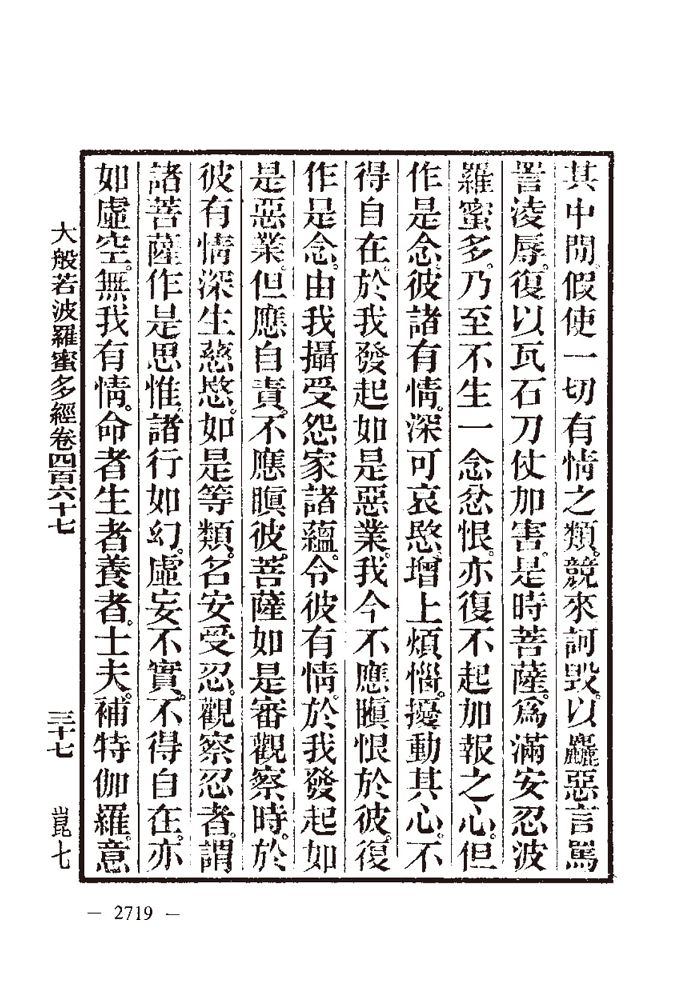 其中閒假使一切有情之類。競來訶毀。以麤惡言罵
詈淩辱。復以瓦石刀仗加害。是時菩薩。爲滿安忍波
羅蜜多。乃至不生一念忿恨。亦復不起加報之心。但
作是念。彼諸有情。深可哀愍。增上煩惱。擾動其心。不
得自在。於我發起如是惡業。我今不應瞋恨於彼。復
作是念。由我攝受怨家諸蘊。令彼有情。於我發起如
是惡業。但應自責。不應瞋彼。菩薩如是審觀察時。於
彼有情深生慈愍。如是等類。名安受忍。觀察忍者。謂
諸菩薩作是思惟。諸行如幻。虛妄不實。不得自在。亦
如虛空。無我有情。命者生者養者。士夫。補特伽羅。意
大般若波羅蜜多經卷四百六十七
三十七
崑七
— 2719 —